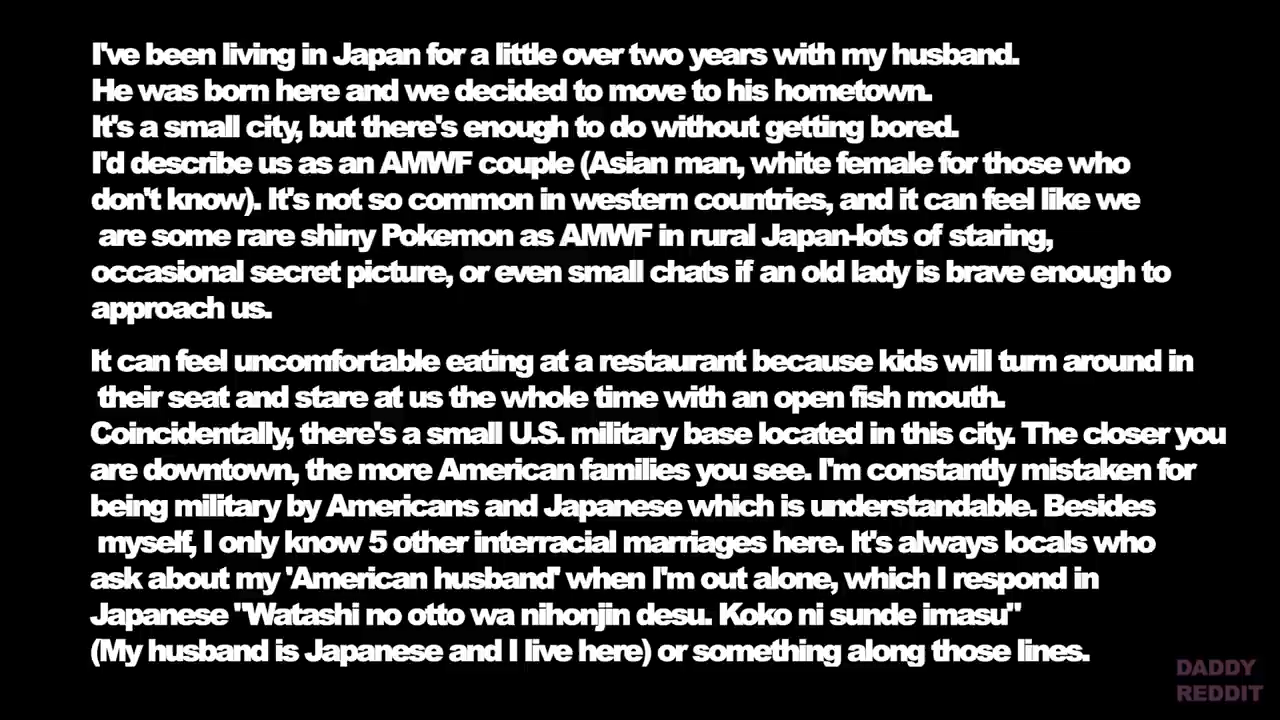 I've been living in Japan for a little over two years with my husband.
He was born here and we decided to move to his hometown.
It's a small city, but there's enough to do without getting bored.
I'd describe us as an AMWF couple (Asian man, white female for those who
don't know). It's not so common in western countries, and it can feel like we
are some rare shiny Pokemon as AMWF in rural Japan-lots of staring,
occasional secret picture, or even small chats if an old lady is brave enough to
approach us.
It can feel uncomfortable eating at a restaurant because kids will turn around in
their seat and stare at us the whole time with an open fish mouth.
Coincidentally, there's a small U.S. military base located in this city. The closer you
are downtown, the more American families you see. I'm constantly mistaken for
being military by Americans and Japanese which is understandable. Besides
myself, I only know 5 other interracial marriages here. It's always locals who
ask about my 'American husband' when I'm out alone, which I respond in
Japanese "Watashi no otto wa nihonjin desu. Koko ni sunde imasu"
(My husband is Japanese and I live here) or something along those lines.
DADDY
REDDIT